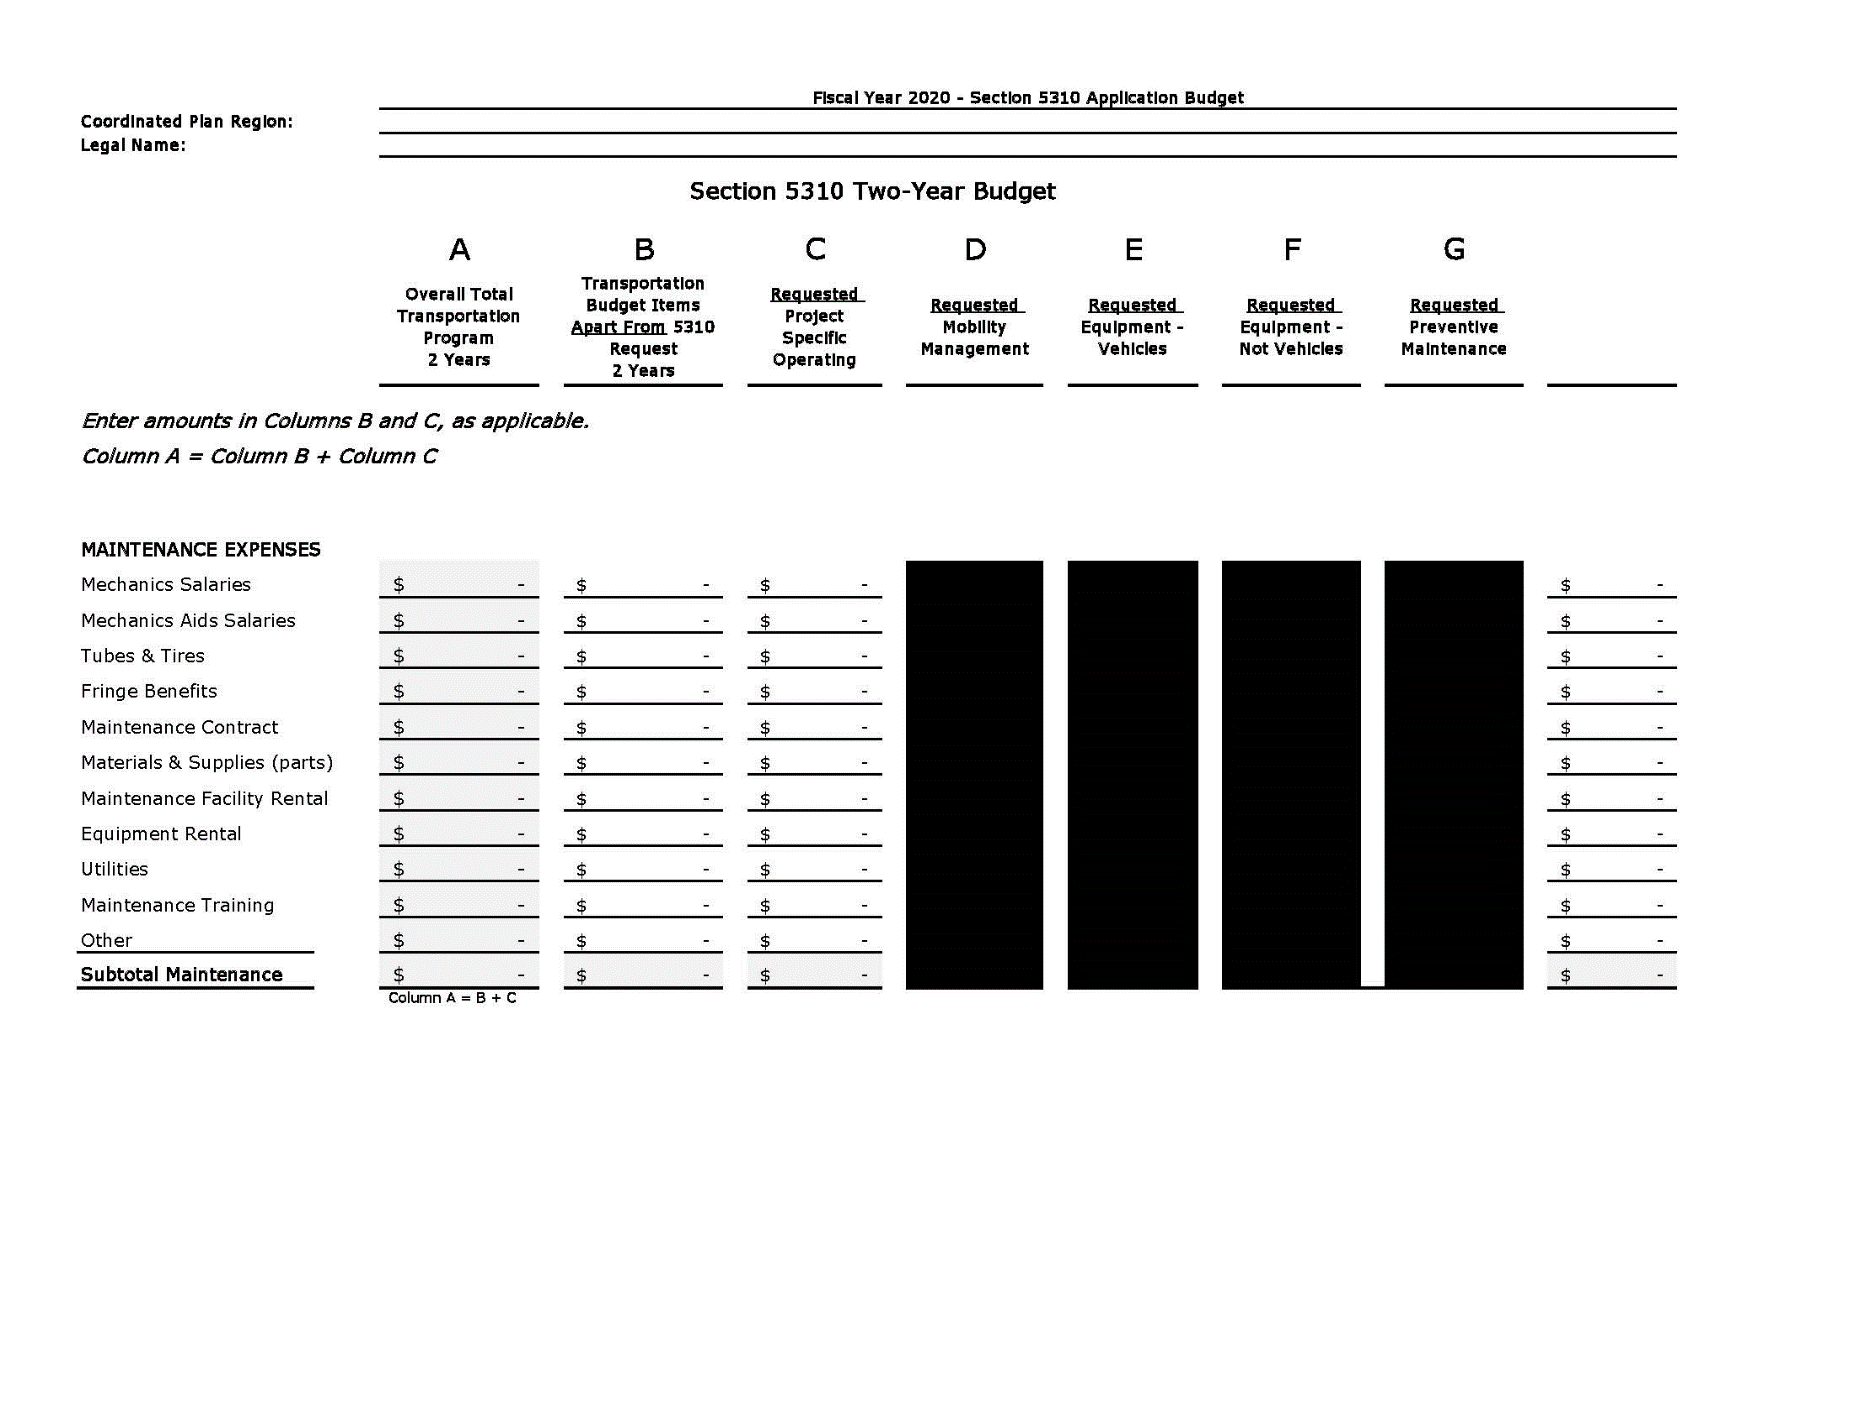 Fiscal Year 2020 - Section 5310 Application Budget
Coordinated Plan Region:
Legal Name:
Section 5310 Two-Year Budget
A B C D E F G
Overall Total
Transportation
Program
2 Years
Transportation
Budget Items
Apart From 5310
Request
2 Years
Requested
Project
Specific
Operating
Requested
Mobility
Management
Requested
Equipment -
Vehicles
Requested
Equipment -
Not Vehicles
Requested
Preventive
Maintenance
Enter amounts in Columns B and C, as applicable.
Column A = Column B + Column C
MAINTENANCE EXPENSES
Mechanics Salaries $ - $ - $ - $ -
Mechanics Aids Salaries $ - $ - $ - $ -
Tubes & Tires $ - $ - $ - $ -
Fringe Benefits $ - $ - $ - $ -
Maintenance Contract $ - $ - $ - $ -
Materials & Supplies (parts) $ - $ - $ - $ -
Maintenance Facility Rental $ - $ - $ - $ -
Equipment Rental $ - $ - $ - $ -
Utilities $ - $ - $ - $ -
Maintenance Training $ - $ - $ - $ -
Other $ - $ - $ - $ -
Subtotal Maintenance $ - $ - $ - $ -
Column A = B + C